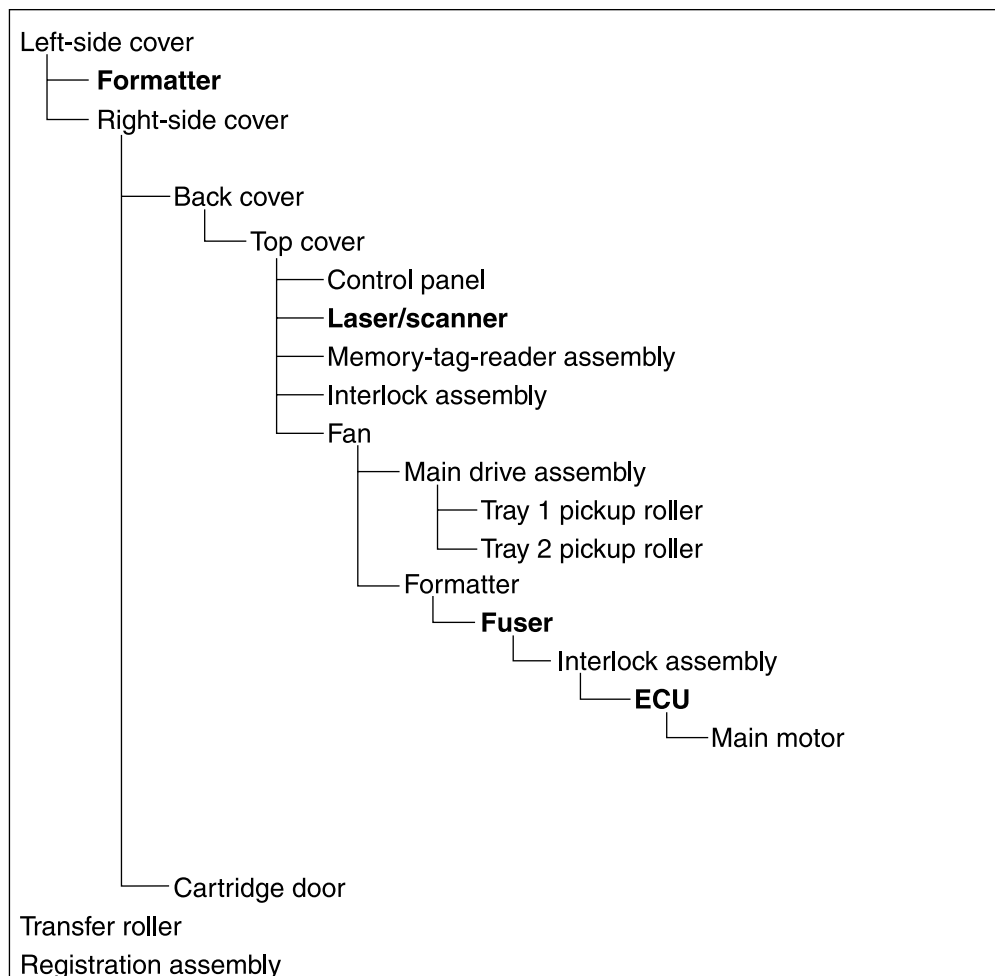 Left-side cover
Formatter
Right-side cover
Back cover
Top cover
Control panel
Laser/scanner
Memory-tag-reader assembly
Interlock assembly
Fan
Main drive assembly
Tray 1 pickup roller
Tray 2 pickup roller
Formatter
Fuser
Interlock assembly
ECU
Main motor
Cartridge door
Transfer roller
Registration assembly